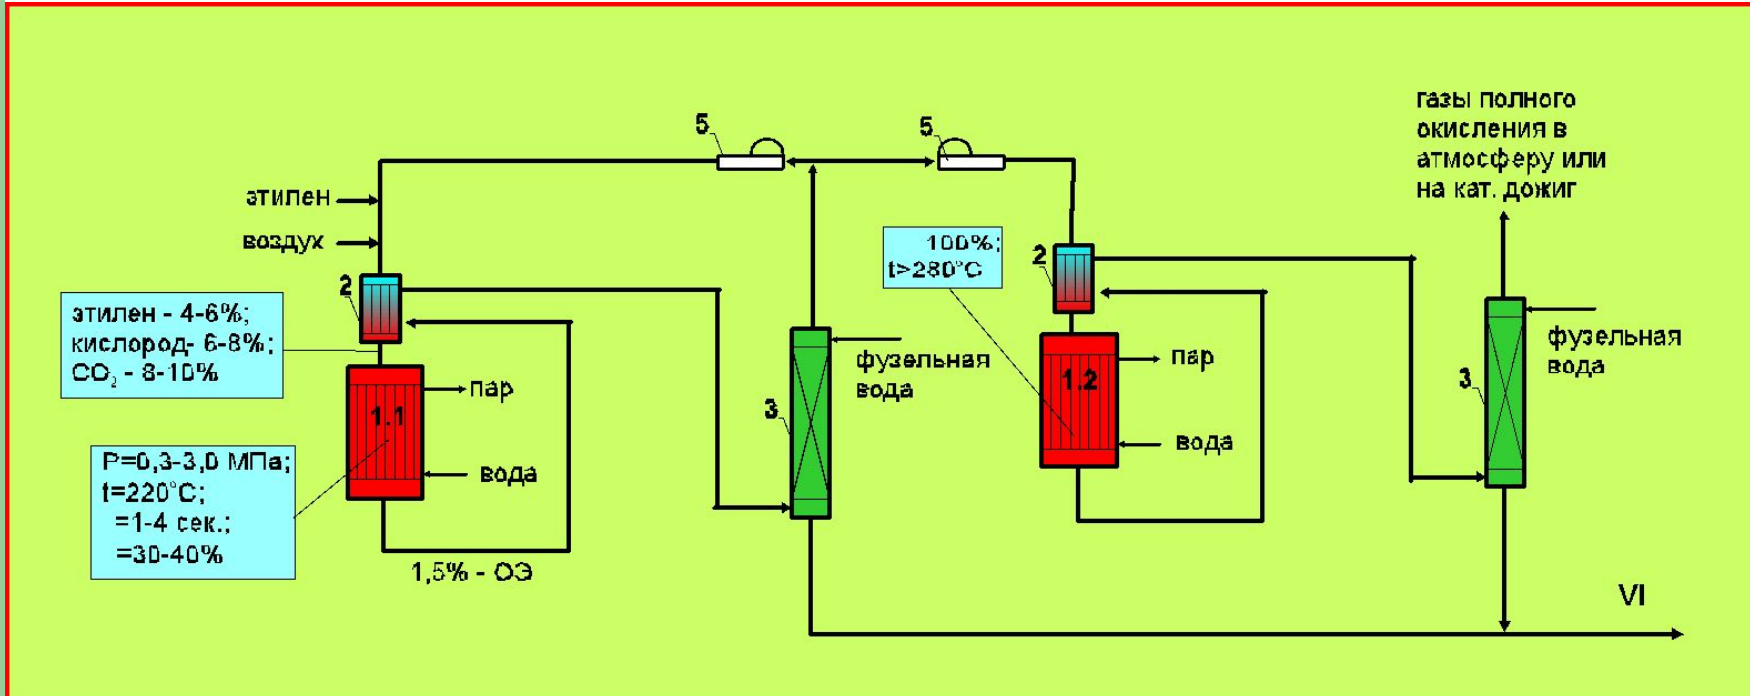 газы полного
окисления в
атмосферу или
на кат. дожиг
5
5
этилен
воздух
2
этилен - 4-6%;
кислород- 6-8%;
CO₂ - 8-10%
1.1
пар
вода
P=0,3-3,0 МПа;
t=220°C;
=1-4 сек.;
=30-40%
1,5% - ОЭ
3
фузельная
вода
100%;
t>280°C
2
1.2
пар
вода
3
фузельная
вода
VI